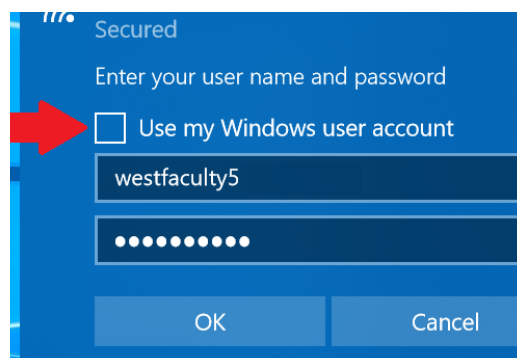 Secured
Enter your user name and password
Use my Windows user account
westfaculty5
••••••••••
OK
Cancel